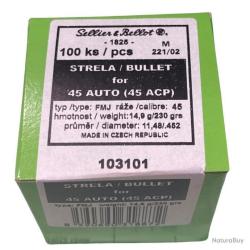 Sellier & Bellot ®.
- 1825 -
100 ks / pcs
M
221/02
STRELA / BULLET
for
45 AUTO (45 ACP)
typ /type: FMJ ráže /calibre: 45
hmotnost / weight: 14,9 g/230 grs
průměr / diameter: 11,48/.452
MADE IN CZECH REPUBLIC
103101
STRELA / BULLET
for
45 AUTO (45 ACP)
NaturaBuy